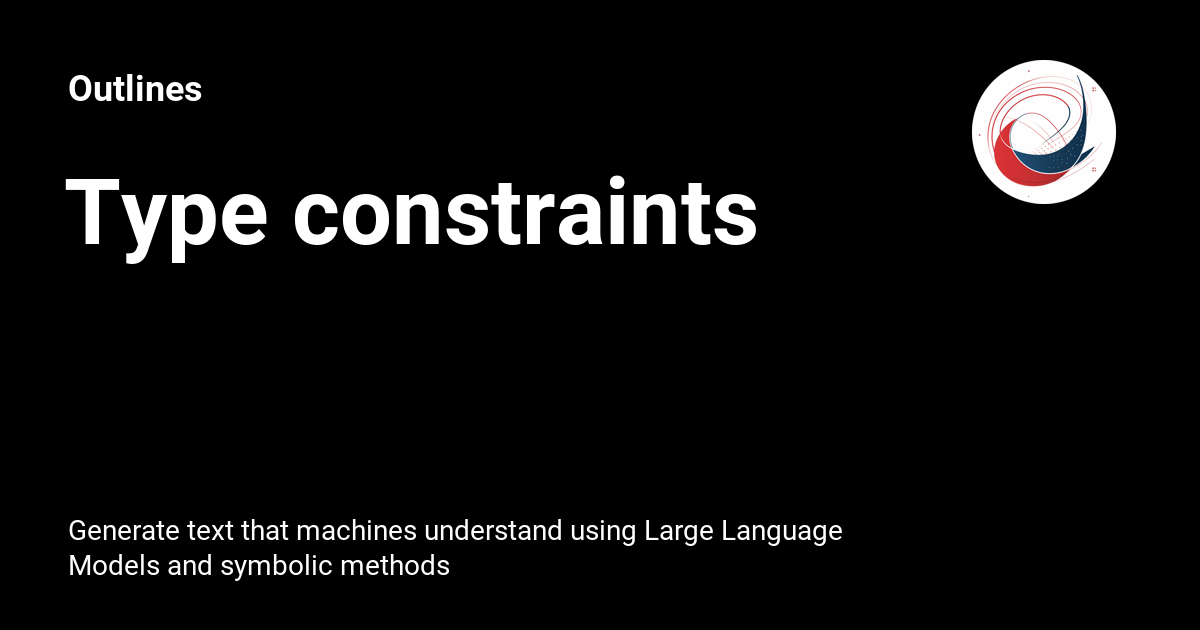 Outlines
Type constraints
Generate text that machines understand using Large Language
Models and symbolic methods